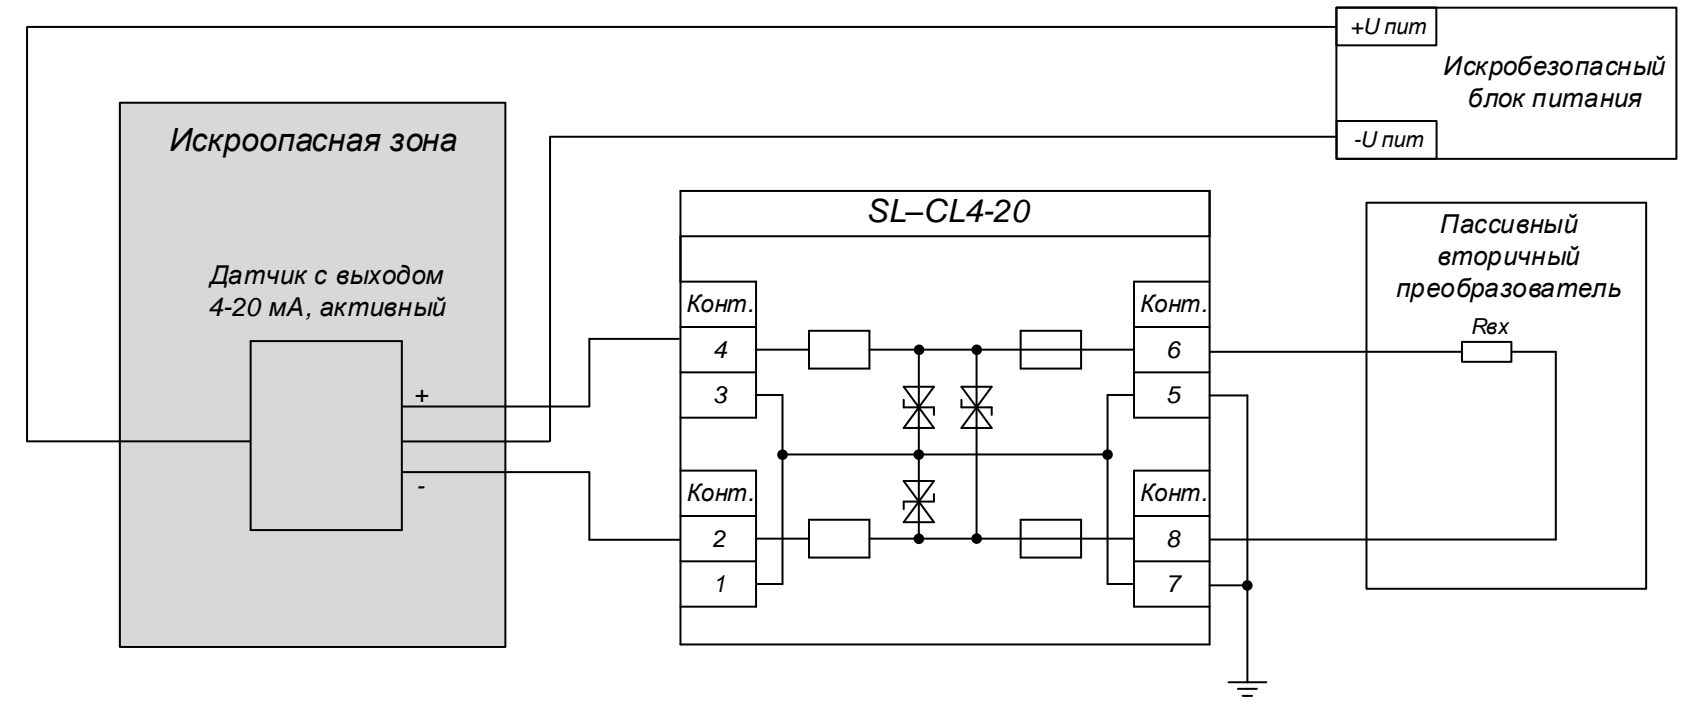 +U пит
Искробезопасный
блок питания
-U пит
Искроопасная зона
SL–CL4-20
Пассивный
вторичный
преобразователь
Rвх
Датчик с выходом
4-20 мА, активный
+
-
Конт.
4
3
Конт.
2
1
Конт.
6
5
Конт.
8
7